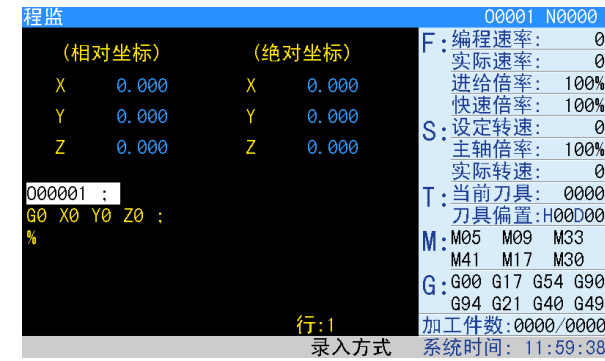 程监 O0001 N0000
(相对坐标) (绝对坐标)
X 0.000 X 0.000
Y 0.000 Y 0.000
Z 0.000 Z 0.000
O00001 ;
G0 X0 Y0 Z0 ;
%
行:1
录入方式
F:编程速率: 0
实际速率: 0
进给倍率: 100%
快速倍率: 100%
S:设定转速: 0
主轴倍率: 100%
实际转速: 0
T:当前刀具: 0000
刀具偏置:H00D00
M:M05 M09 M33
M41 M17 M30
G:G00 G17 G54 G90
G94 G21 G40 G49
加工件数:0000/0000
系统时间: 11:59:38